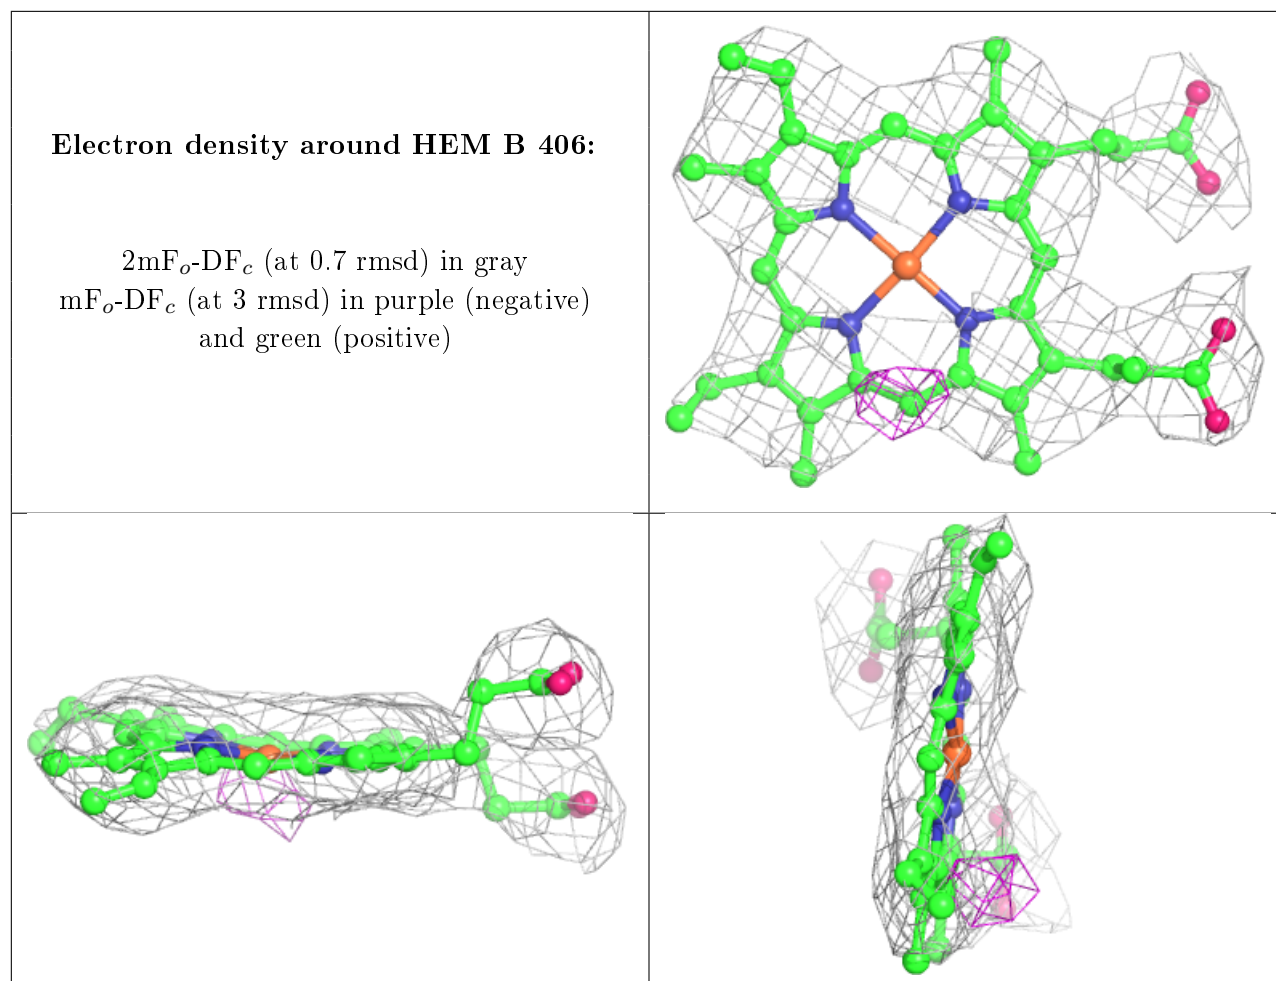 Electron density around HEM B 406:
2mFo-DFc (at 0.7 rmsd) in gray
mFo-DFc (at 3 rmsd) in purple (negative)
and green (positive)